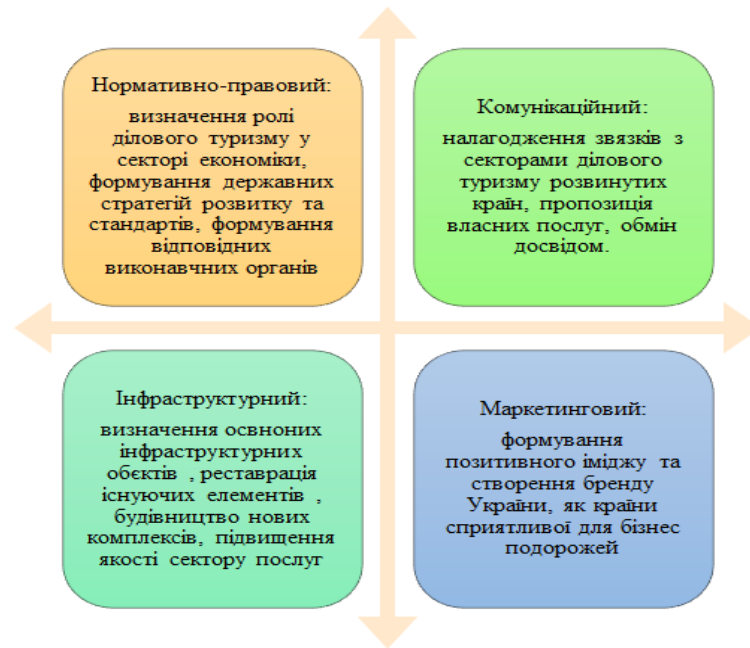 Нормативно-правовий:
визначення ролі
ділового туризму у
секторі економіки,
формування державних
стратегій розвитку та
стандартів, формування
відповідних
виконавчних органів
Комунікаційний:
налагодження звязків з
секторами ділового
туризму розвинутих
країн, пропозиція
власних послуг, обмін
досвідом.
Інфраструктурний:
визначення освноних
інфраструктурних
обєктів , реставрація
існуючих елементів ,
будівництво нових
комплексів, підвищення
якості сектору послуг
Маркетинговий:
формування
позитивного іміджу та
створення бренду
України, як країни
сприятливої для бізнес
подорожей